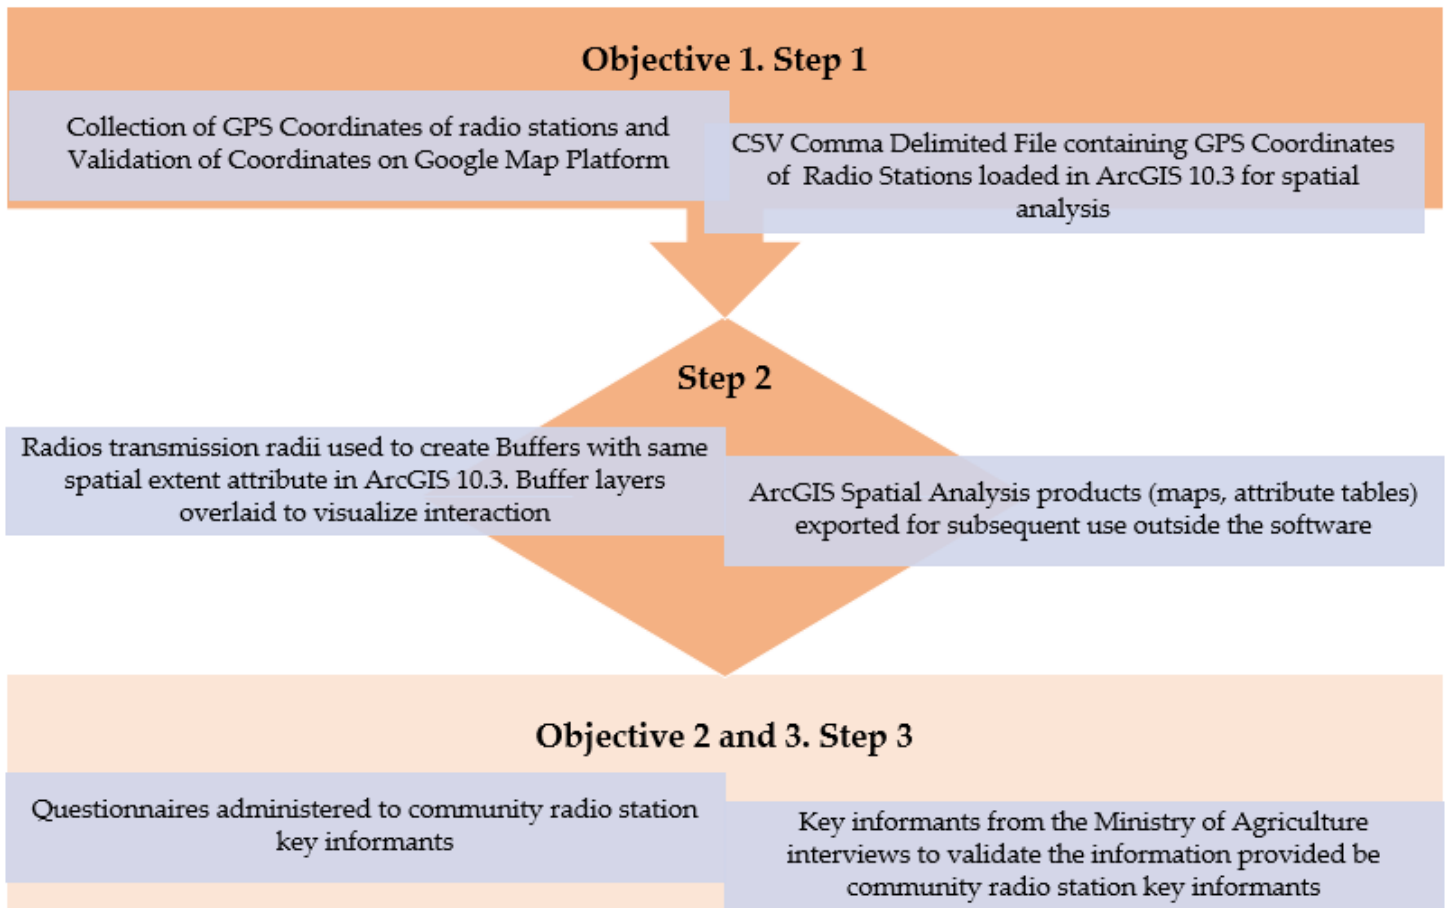 Objective 1. Step 1
Collection of GPS Coordinates of radio stations and
Validation of Coordinates on Google Map Platform
CSV Comma Delimited File containing GPS Coordinates
of Radio Stations loaded in ArcGIS 10.3 for spatial
analysis
Step 2
Radios transmission radii used to create Buffers with same
spatial extent attribute in ArcGIS 10.3. Buffer layers
overlaid to visualize interaction
ArcGIS Spatial Analysis products (maps, attribute tables)
exported for subsequent use outside the software
Objective 2 and 3. Step 3
Questionnaires administered to community radio station
key informants
Key informants from the Ministry of Agriculture
interviews to validate the information provided be
community radio station key informants